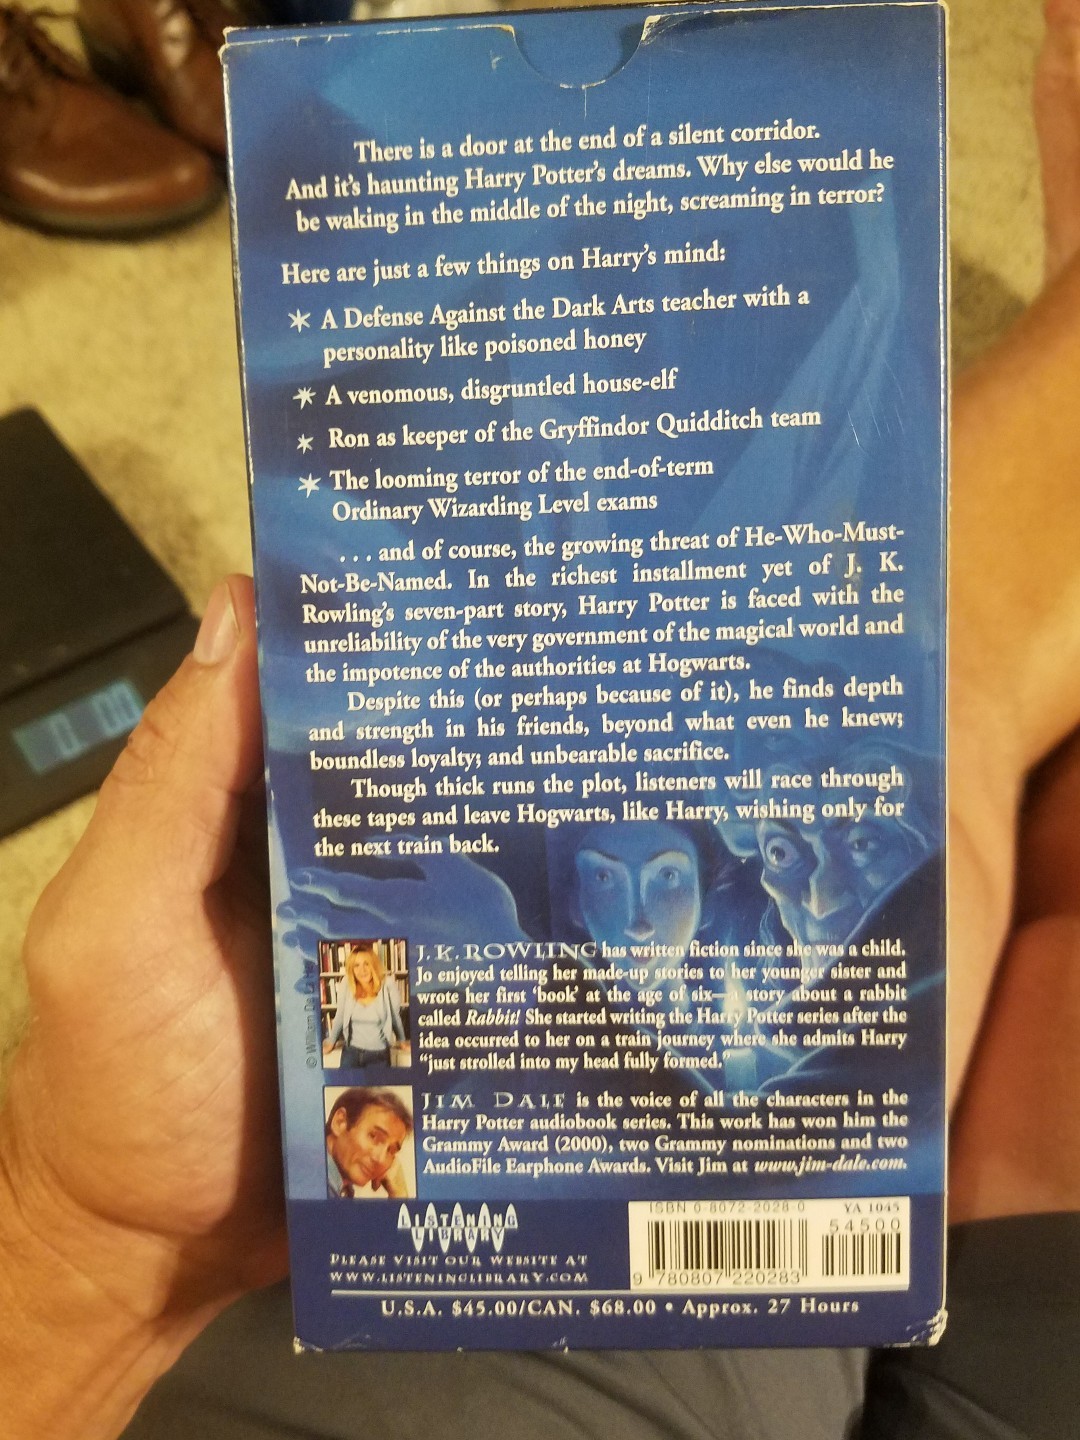 There is a door at the end of a silent corridor.
And it's haunting Harry Potter's dreams. Why else would he
be waking in the middle of the night, screaming in terror?
Here are just a few things on Harry's mind:
A Defense Against the Dark Arts teacher with a
personality like poisoned honey
A venomous, disgruntled house-elf
Ron as keeper of the Gryffindor Quidditch team
The looming terror of the end-of-term
Ordinary Wizarding Level exams
. . . and of course, the growing threat of He-Who-Must-
Not-Be-Named. In the richest installment yet of J. K.
Rowling's seven-part story, Harry Potter is faced with the
unreliability of the very government of the magical world and
the impotence of the authorities at Hogwarts.
Despite this (or perhaps because of it), he finds depth
and strength in his friends, beyond what even he knew;
boundless loyalty; and unbearable sacrifice.
Though thick runs the plot, listeners will race through
these tapes and leave Hogwarts, like Harry, wishing only for
the next train back.
J. K. ROWLING has written fiction since she was a child.
Jo enjoyed telling her made-up stories to her younger sister and
wrote her first 'book' at the age of six—a story about a rabbit
called Rabbit! She started writing the Harry Potter series after the
idea occurred to her on a train journey where she admits Harry
"just strolled into my head fully formed."
JIM DALE is the voice of all the characters in the
Harry Potter audiobook series. This work has won him the
Grammy Award (2000), two Grammy nominations and two
AudioFile Earphone Awards. Visit Jim at www.jim-dale.com.
LISTENING
LIBRARY
PLEASE VISIT OUR WEBSITE AT
WWW.LISTENINGLIBRARY.COM
ISBN 0-8072-2028-0 YA 1045
54500
9 780807 220283
U.S.A. $45.00/CAN. $68.00 • Approx. 27 Hours